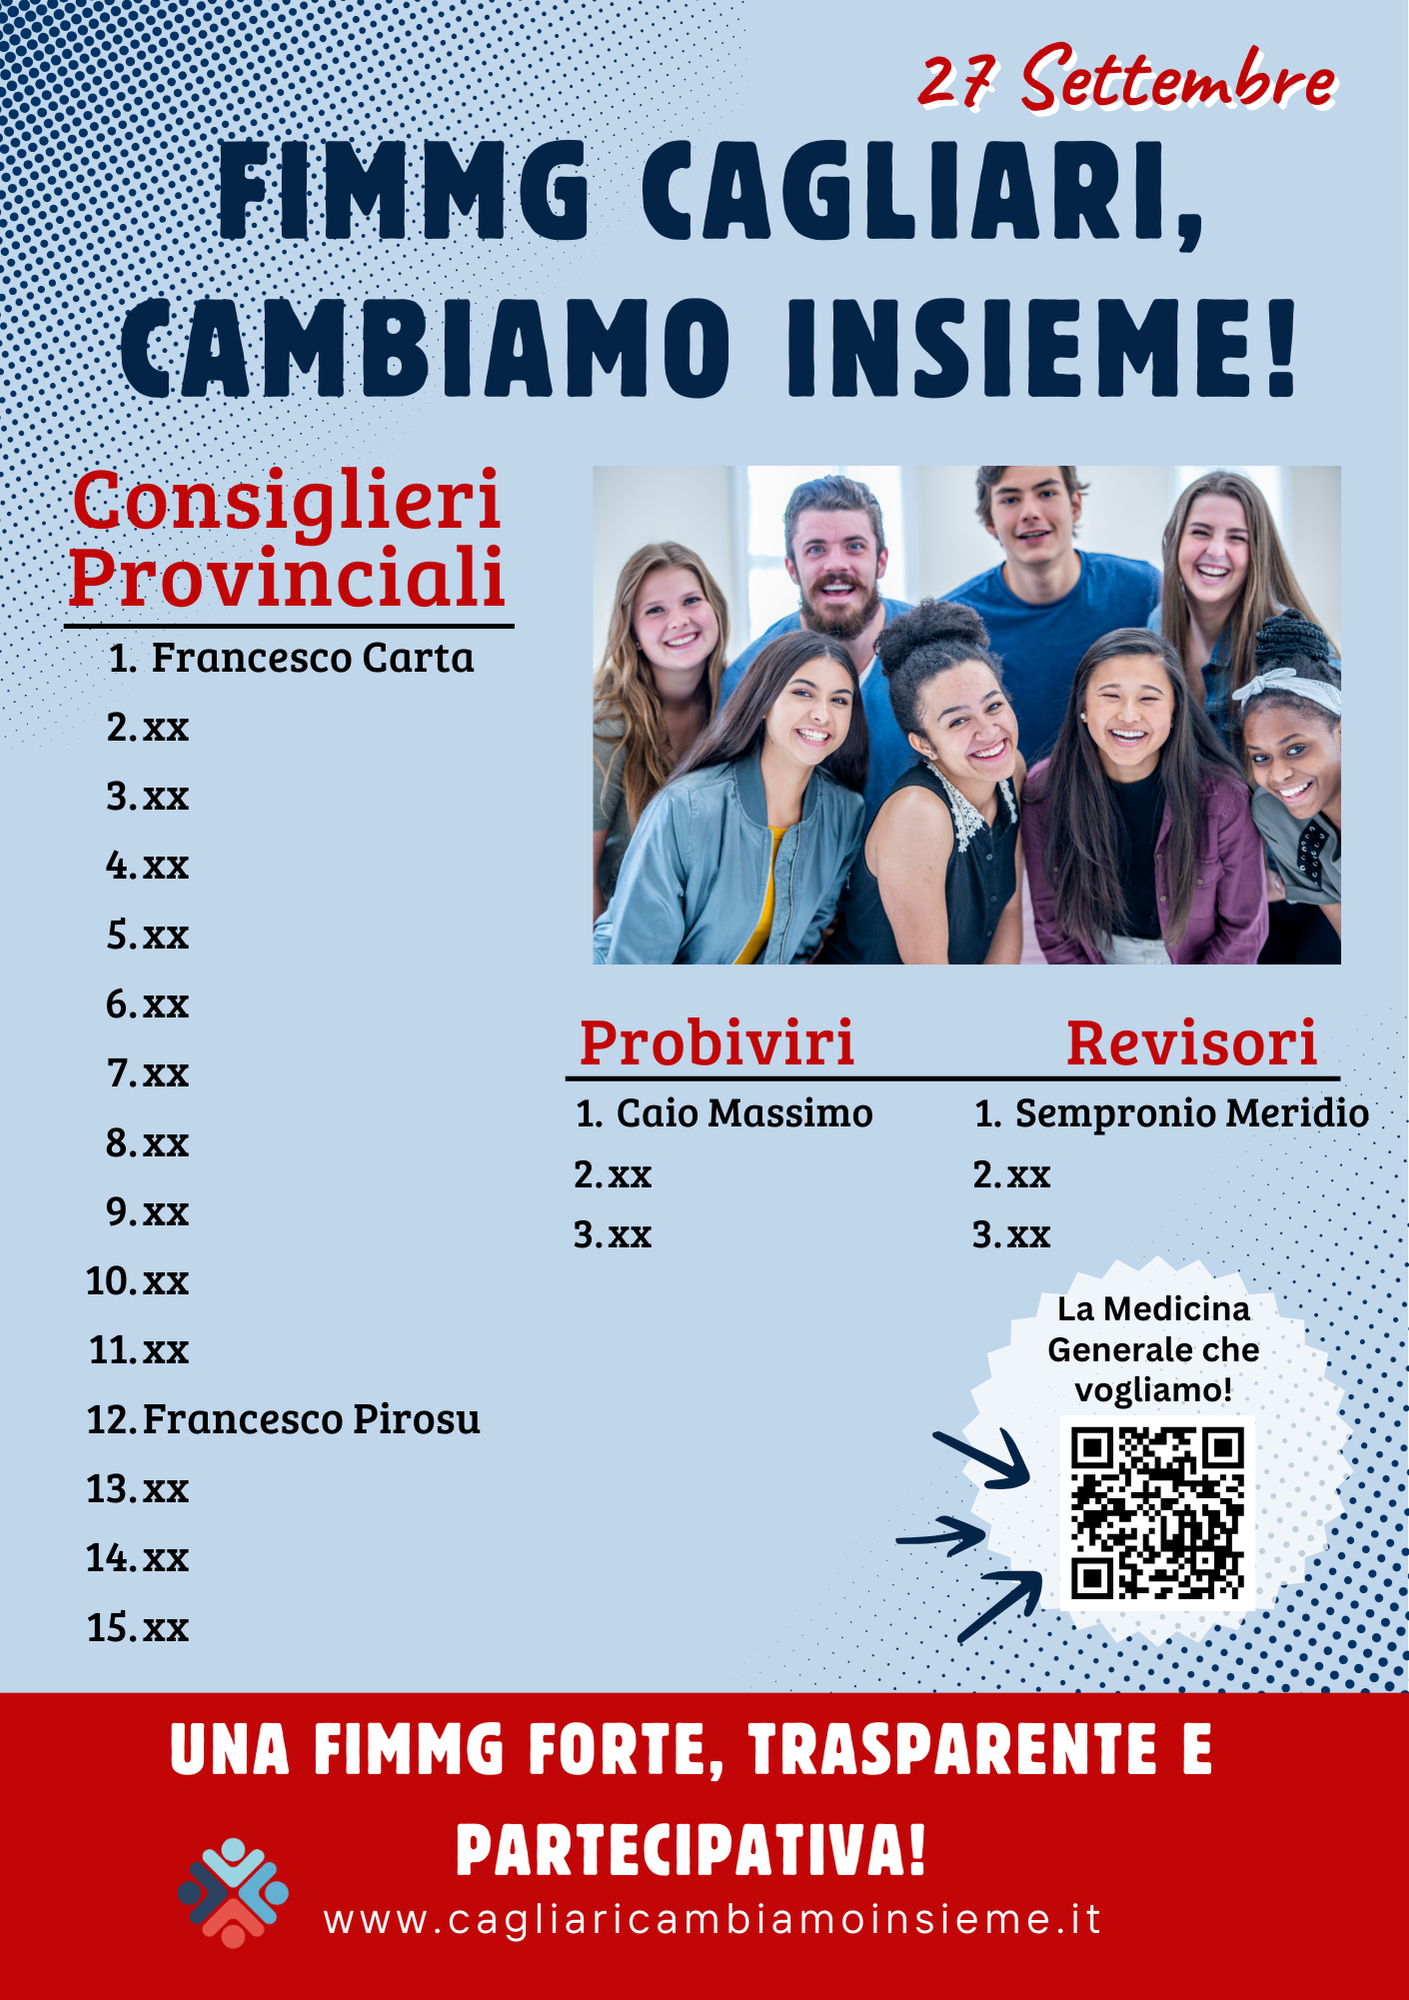 27 Settembre
FIMMG CAGLIARI,
CAMBIAMO INSIEME!
Consiglieri
Provinciali
1. Francesco Carta
2. xx
3. xx
4. xx
5. xx
6. xx
7. xx
8. xx
9. xx
10. xx
11. xx
12. Francesco Pirosu
13. xx
14. xx
15. xx
Probiviri
1. Caio Massimo
2. xx
3. xx
Revisori
1. Sempronio Meridio
2. xx
3. xx
La Medicina
Generale che
vogliamo!
UNA FIMMG FORTE, TRASPARENTE E
PARTECIPATIVA!
www.cagliaricambiamoinsieme.it